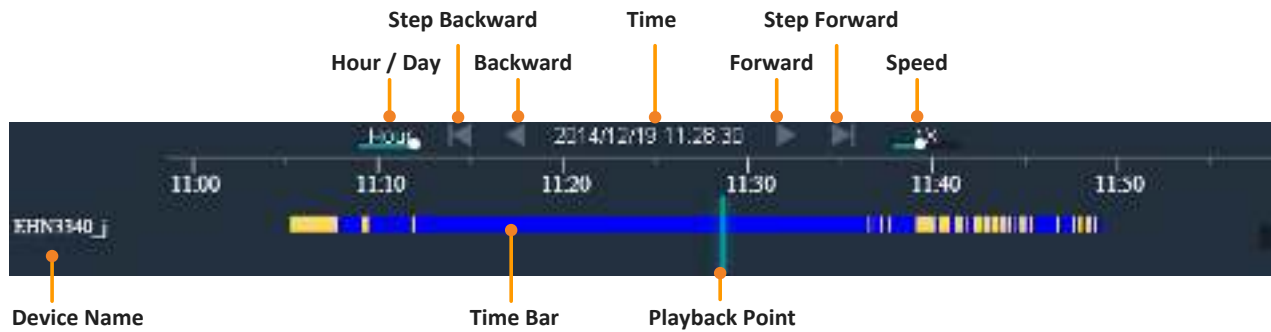 Step Backward Time Step Forward
Hour / Day Backward Forward Speed
Hour 2014/12/19 11:28:30 1X
11:00 11:10 11:20 11:30 11:40 11:50
EHN3340_j
Device Name Time Bar Playback Point